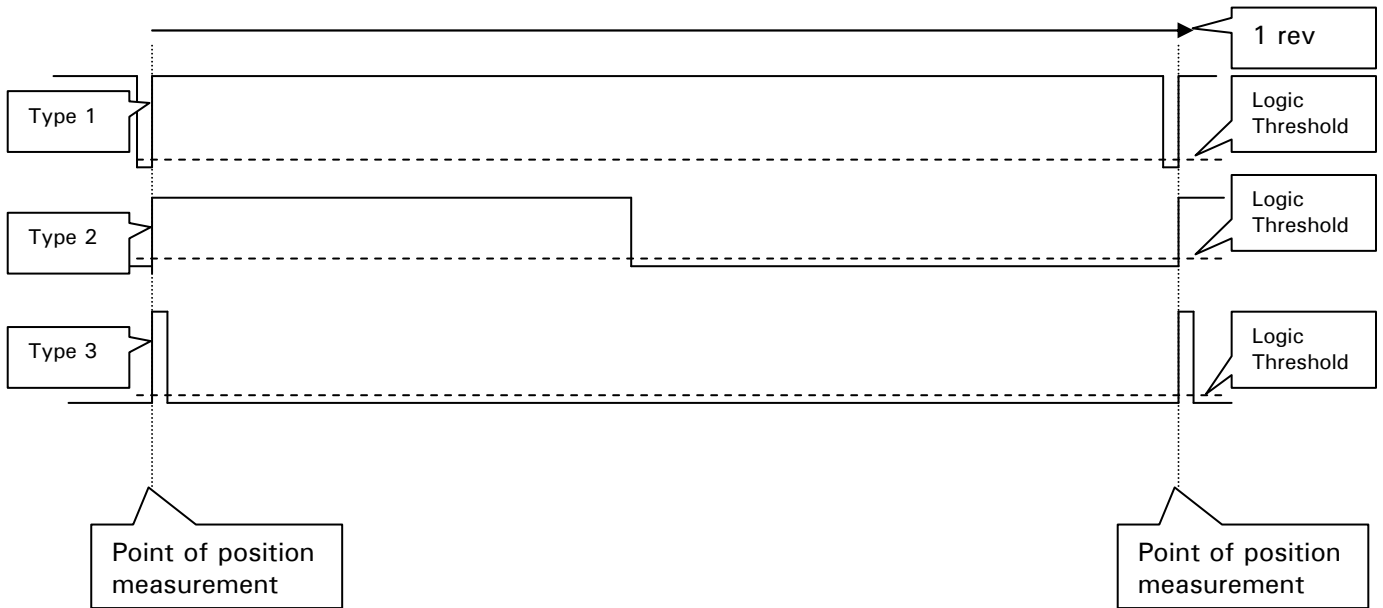 1 rev
Type 1
Logic
Threshold
Type 2
Logic
Threshold
Type 3
Logic
Threshold
Point of position
measurement
Point of position
measurement